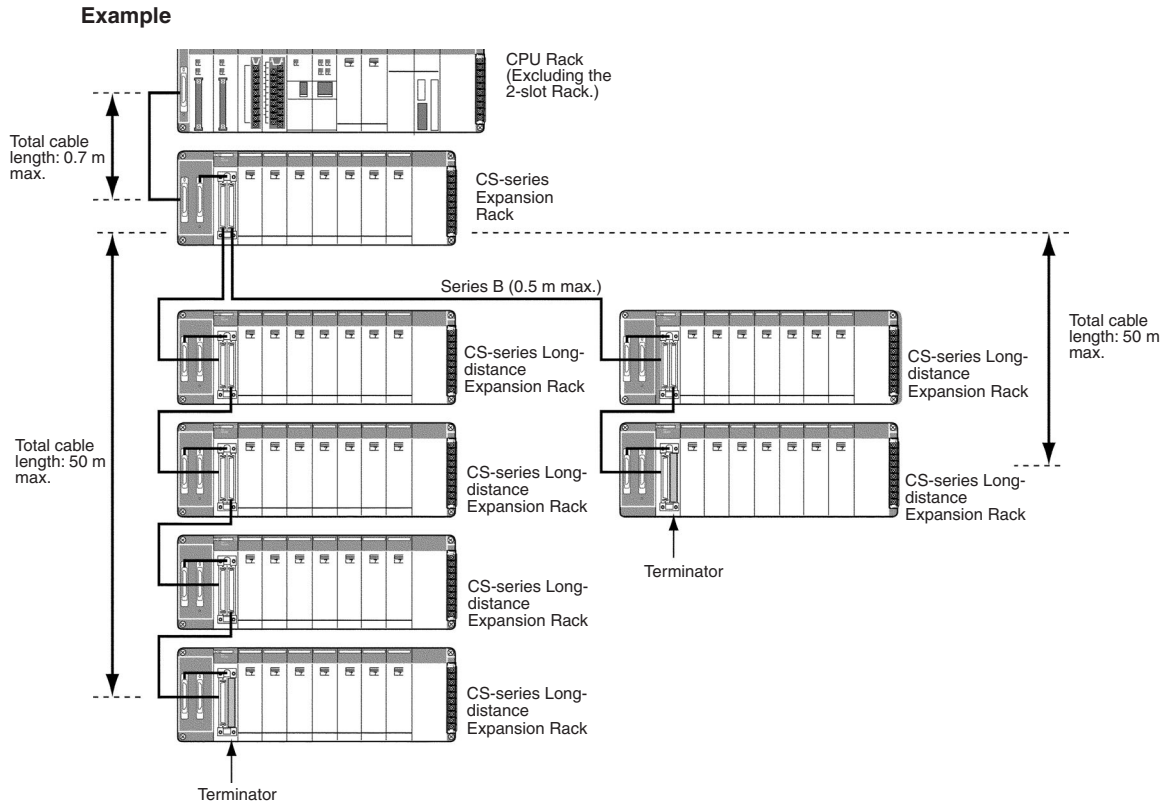 Example
CPU Rack
(Excluding the
2-slot Rack.)
Total cable
length: 0.7 m
max.
CS-series
Expansion
Rack
Series B (0.5 m max.)
CS-series Long-
distance
Expansion Rack
CS-series Long-
distance
Expansion Rack
Total cable
length: 50 m
max.
Total cable
length: 50 m
max.
CS-series Long-
distance
Expansion Rack
CS-series Long-
distance
Expansion Rack
Terminator
CS-series Long-
distance
Expansion Rack
CS-series Long-
distance
Expansion Rack
Terminator